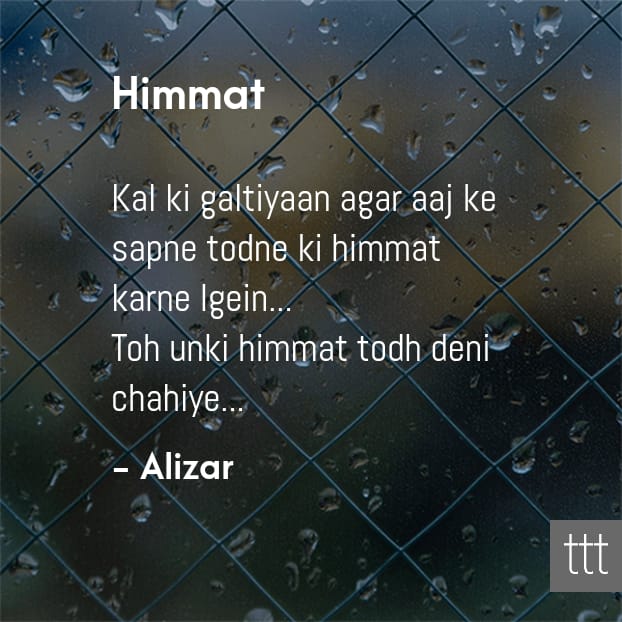 Himmat
Kal ki galtiyaan agar aaj ke
sapne todne ki himmat
karne lgein...
Toh unki himmat todh deni
chahiye...
- Alizar
ttt